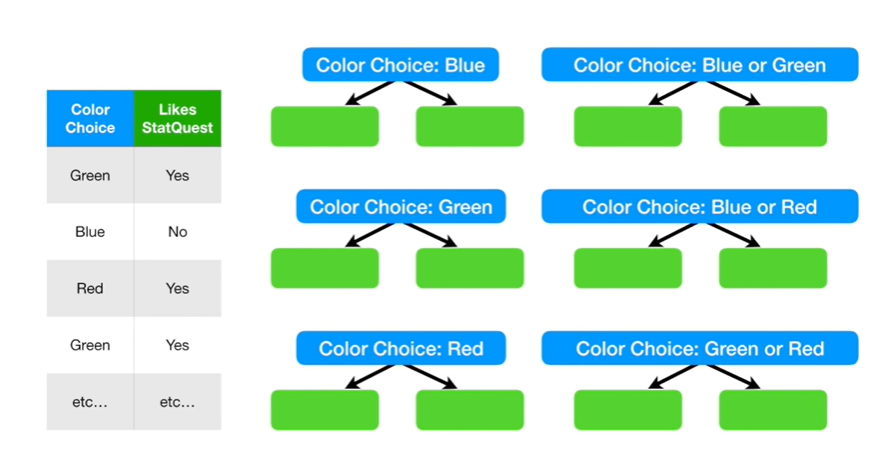 Color Choice: Blue
Color Choice: Blue or Green
Color Choice
Likes StatQuest
Green Yes
Blue No
Red Yes
Green Yes
etc... etc...
Color Choice: Green
Color Choice: Blue or Red
Color Choice: Red
Color Choice: Green or Red